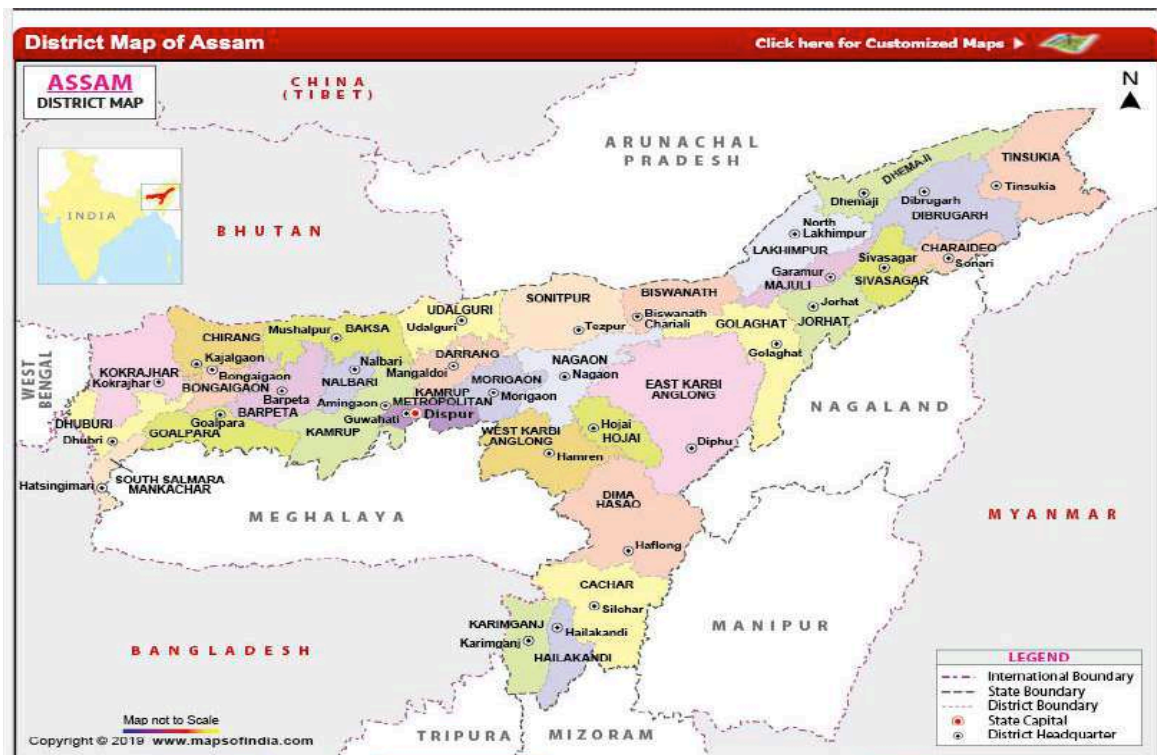 District Map of Assam
Click here for Customized Maps
ASSAM
DISTRICT MAP
CHINA
(TIBET)
N
ARUNACHAL
PRADESH
INDIA
BHUTAN
DHEMAJI
TINSUKIA
Tinsukia
Dhemaji
Dibrugarh
DIBRUGARH
North
Lakhimpur
LAKHIMPUR
CHARAIDEO
Sonari
Sivasagar
SIVASAGAR
Garamur
MAJULI
Jorhat
JORHAT
BISWANATH
Biswanath
Chariali
SONITPUR
Tezpur
UDALGURI
Udalguri
GOLAGHAT
Golaghat
Mushalpur
BAKSA
CHIRANG
Kajalgaon
WEST
BENGAL
KOKRAJHAR
Kokrajhar
Bongaigaon
BONGAIGAON
Nalbari
NALBARI
DARRANG
Mangaldoi
NAGAON
Nagaon
MORIGAON
Morigaon
EAST KARBI
ANGLONG
Barpeta
BARPETA
Amingaon
KAMRUP
METROPOLITAN
Dispur
Guwahati
KAMRUP
DHUBURI
Dhubri
Goalpara
GOALPARA
WEST KARBI
ANGLONG
Hamren
Hojai
HOJAI
Diphu
NAGALAND
Hatsingimari
SOUTH SALMARA
MANKACHAR
MEGHALAYA
DIMA
HASAO
Haflong
MYANMAR
CACHAR
Silchar
MANIPUR
KARIMGANJ
Karimganj
Hailakandi
HAILAKANDI
BANGLADESH
TRIPURA
MIZORAM
LEGEND
International Boundary
State Boundary
District Boundary
State Capital
District Headquarter
Map not to Scale
Copyright © 2019 www.mapsofindia.com